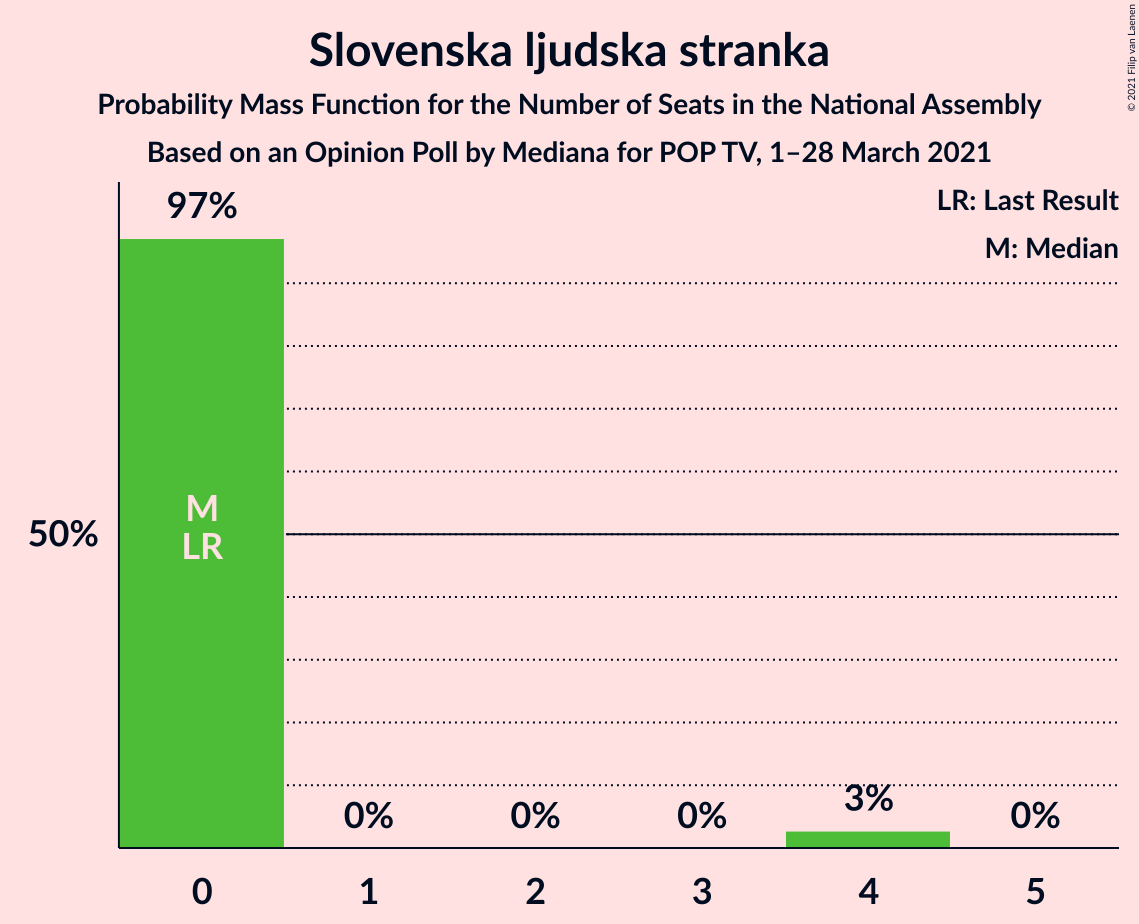 © 2021 Filip van Laenen
Slovenska ljudska stranka
Probability Mass Function for the Number of Seats in the National Assembly
Based on an Opinion Poll by Mediana for POP TV, 1–28 March 2021
LR: Last Result
M: Median
97%
M
LR
50%
0%
0%
0%
3%
0%
0
1
2
3
4
5